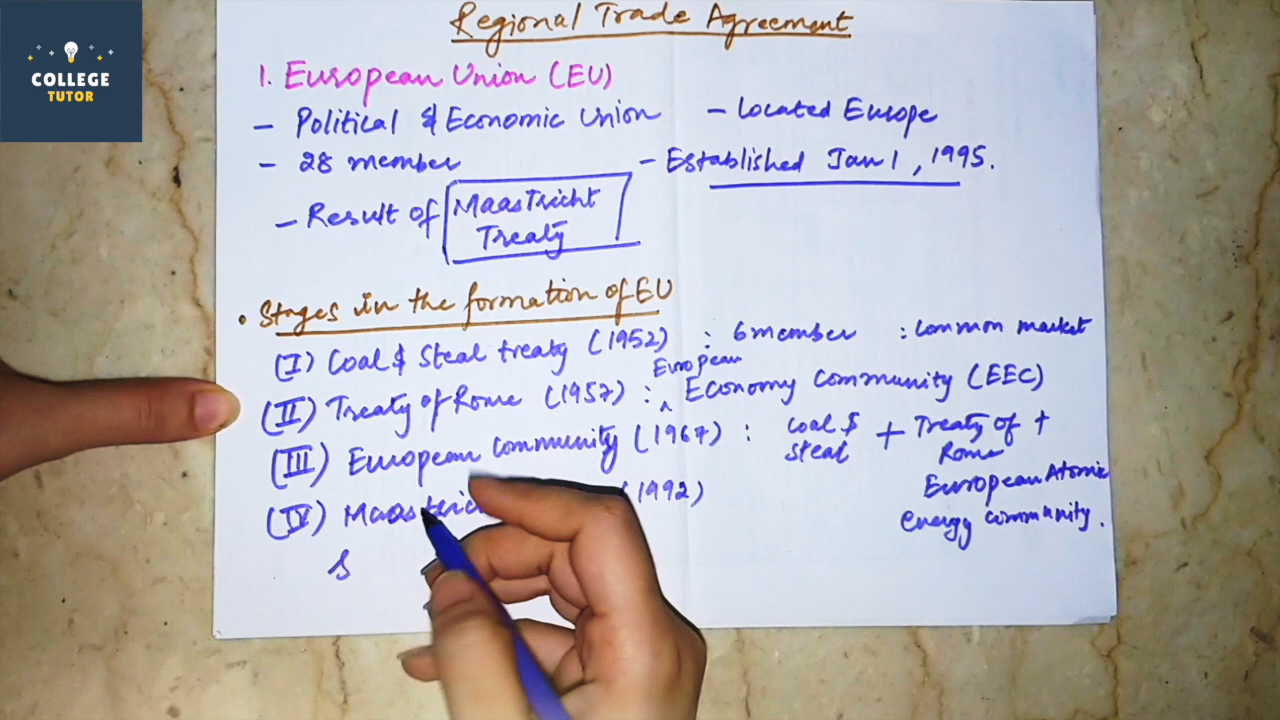 COLLEGE
TUTOR
Regional Trade Agreement
1. European Union (EU)
- Political & Economic Union - Located Europe
- 28 member - Established Jan 1, 1995.
- Result of Maastricht
Treaty
• Stages in the formation of EU
(I) Coal & Steal treaty (1952) : 6 member : Common market
(II) Treaty of Rome (1957) : ^ European Economy Community (EEC)
(III) European community (1967) : Coal & steal + Treaty of Rome +
European Atomic
energy community.
(IV) (1992)
&